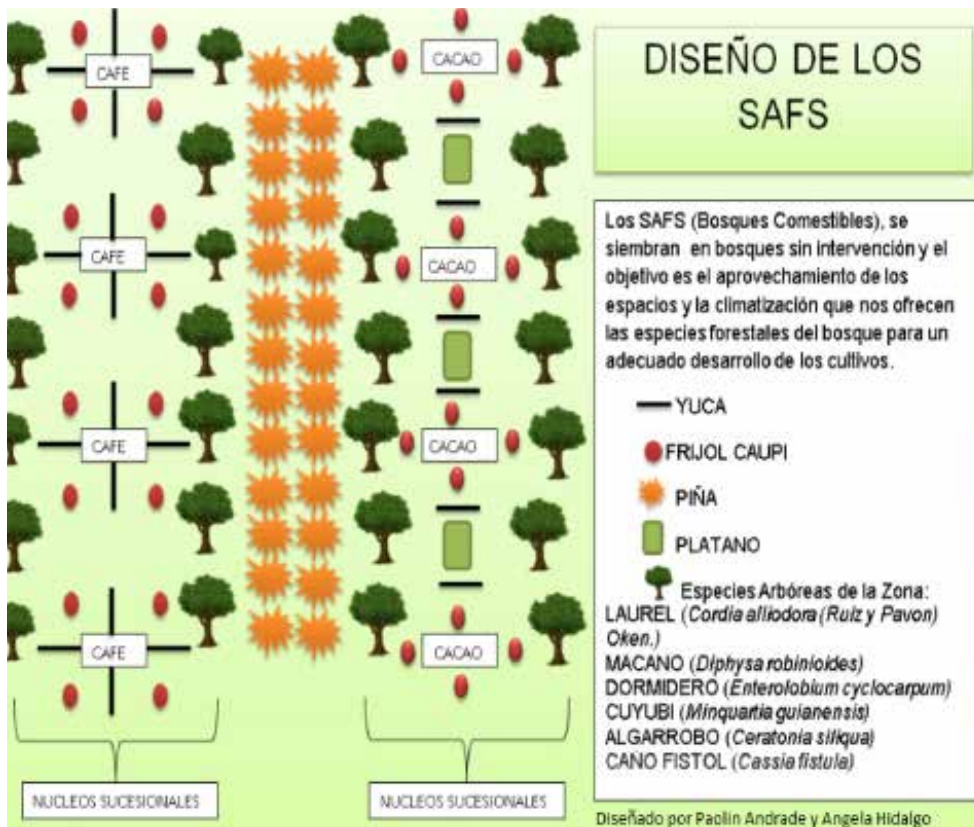 DISEÑO DE LOS
SAFS
CAFE
CAFE
CAFE
CAFE
CACAO
CACAO
CACAO
CACAO
NUCLEOS SUCESIONALES
NUCLEOS SUCESIONALES
Los SAFS (Bosques Comestibles), se
siembran en bosques sin intervención y el
objetivo es el aprovechamiento de los
espacios y la climatización que nos ofrecen
las especies forestales del bosque para un
adecuado desarrollo de los cultivos.
YUCA
FRIJOL CAUPI
PIÑA
PLATANO
Especies Arbóreas de la Zona:
LAUREL (Cordia alliodora (Ruiz y Pavon)
Oken.)
MACANO (Diphysa robinioides)
DORMIDERO (Enterolobium cyclocarpum)
CUYUBI (Minquartia guianensis)
ALGARROBO (Ceratonia siliqua)
CAÑO FISTOL (Cassia fistula)
Diseñado por Paolin Andrade y Angela Hidalgo